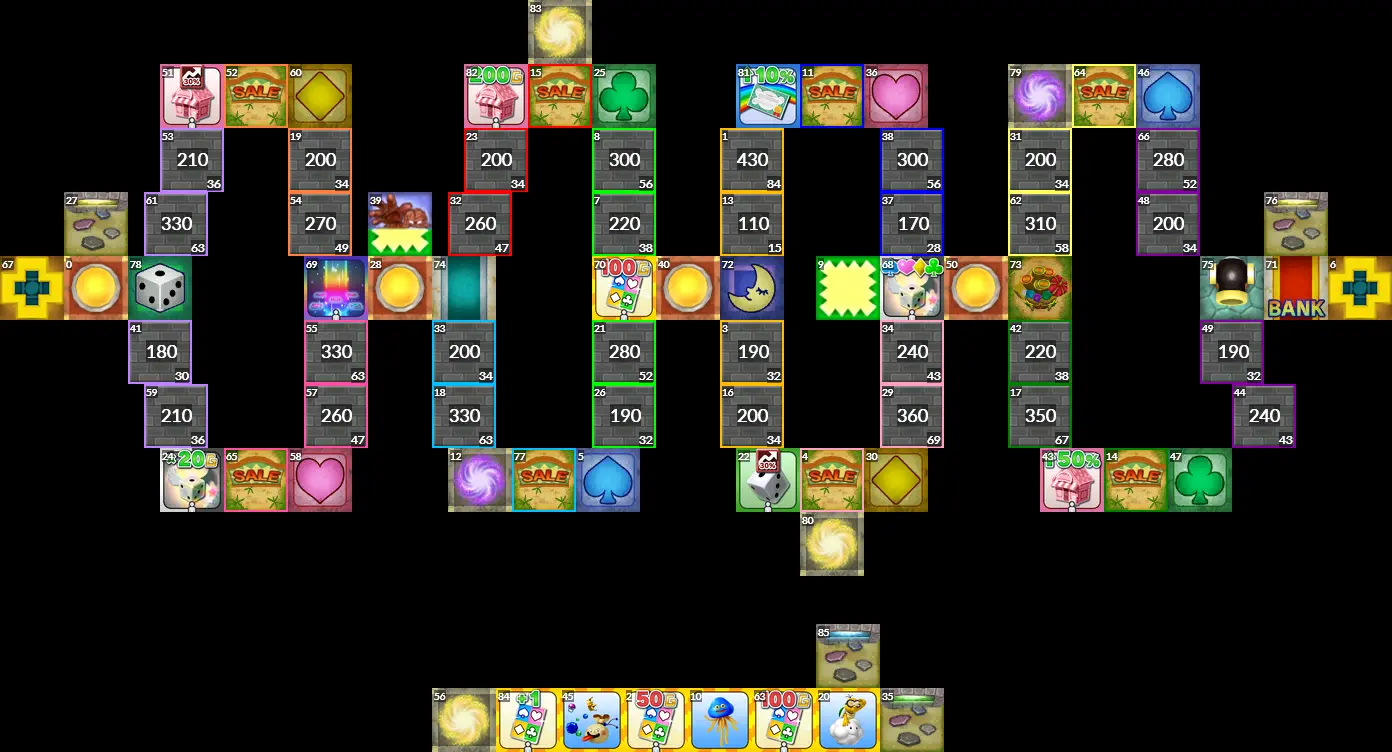 83
51 30% 52 SALE 60 82 200G 15 SALE 25 81 10% 11 SALE 36 79 64 SALE 46
53 210 36 19 200 34 23 200 34 8 300 56 1 430 84 38 300 56 31 200 34 66 280 52
27 61 330 63 54 270 49 39 32 260 47 7 220 38 13 110 15 37 170 28 62 310 58 48 200 34 76
67 0 78 69 28 74 70 100G 40 72 9 68 50 73 75 71 BANK 6
41 180 30 55 330 63 33 200 34 21 280 52 3 190 32 34 240 43 42 220 38 49 190 32
59 210 36 57 260 47 18 330 63 26 190 32 16 200 34 29 360 69 17 350 67 44 240 43
24 20G 65 SALE 58 12 77 SALE 5 22 30% 4 SALE 30 43 50% 14 SALE 47
80
85
56 84 +1 45 2 50G 10 63 100G 20 35